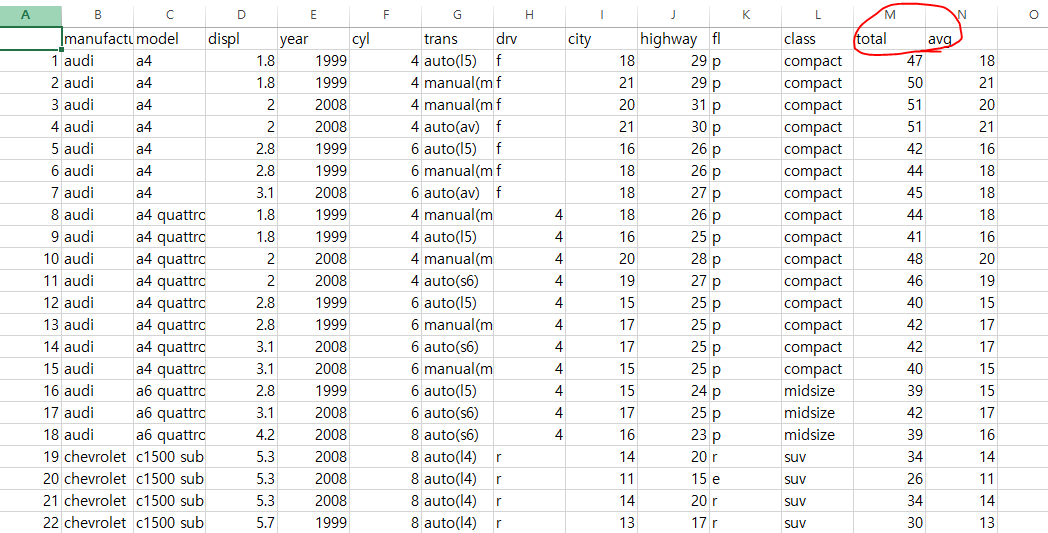 A B C D E F G H I J K L M N O
manufactu model displ year cyl trans drv city highway fl class total avg
1 audi a4 1.8 1999 4 auto(l5) f 18 29 p compact 47 18
2 audi a4 1.8 1999 4 manual(m f 21 29 p compact 50 21
3 audi a4 2 2008 4 manual(m f 20 31 p compact 51 20
4 audi a4 2 2008 4 auto(av) f 21 30 p compact 51 21
5 audi a4 2.8 1999 6 auto(l5) f 16 26 p compact 42 16
6 audi a4 2.8 1999 6 manual(m f 18 26 p compact 44 18
7 audi a4 3.1 2008 6 auto(av) f 18 27 p compact 45 18
8 audi a4 quattro 1.8 1999 4 manual(m 4 18 26 p compact 44 18
9 audi a4 quattro 1.8 1999 4 auto(l5) 4 16 25 p compact 41 16
10 audi a4 quattro 2 2008 4 manual(m 4 20 28 p compact 48 20
11 audi a4 quattro 2 2008 4 auto(s6) 4 19 27 p compact 46 19
12 audi a4 quattro 2.8 1999 6 auto(l5) 4 15 25 p compact 40 15
13 audi a4 quattro 2.8 1999 6 manual(m 4 17 25 p compact 42 17
14 audi a4 quattro 3.1 2008 6 auto(s6) 4 17 25 p compact 42 17
15 audi a4 quattro 3.1 2008 6 manual(m 4 15 25 p compact 40 15
16 audi a6 quattro 2.8 1999 6 auto(l5) 4 15 24 p midsize 39 15
17 audi a6 quattro 3.1 2008 6 auto(s6) 4 17 25 p midsize 42 17
18 audi a6 quattro 4.2 2008 8 auto(s6) 4 16 23 p midsize 39 16
19 chevrolet c1500 sub 5.3 2008 8 auto(l4) r 14 20 r suv 34 14
20 chevrolet c1500 sub 5.3 2008 8 auto(l4) r 11 15 e suv 26 11
21 chevrolet c1500 sub 5.3 2008 8 auto(l4) r 14 20 r suv 34 14
22 chevrolet c1500 sub 5.7 1999 8 auto(l4) r 13 17 r suv 30 13